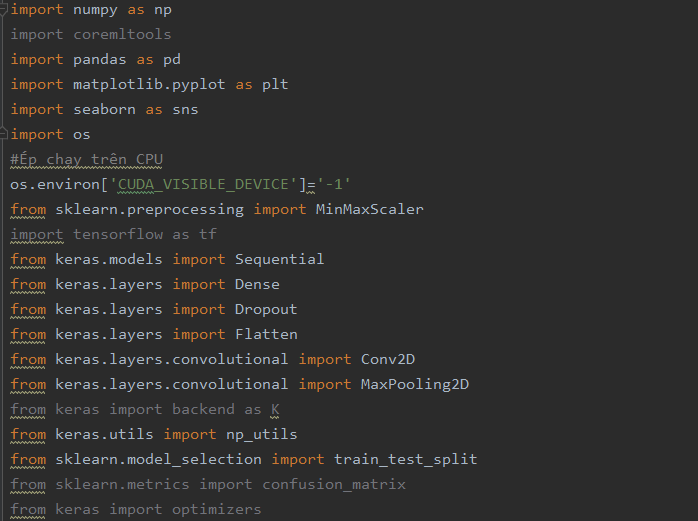 import numpy as np
import coremltools
import pandas as pd
import matplotlib.pyplot as plt
import seaborn as sns
import os
#Ép chạy trên CPU
os.environ['CUDA_VISIBLE_DEVICE']='-1'
from sklearn.preprocessing import MinMaxScaler
import tensorflow as tf
from keras.models import Sequential
from keras.layers import Dense
from keras.layers import Dropout
from keras.layers import Flatten
from keras.layers.convolutional import Conv2D
from keras.layers.convolutional import MaxPooling2D
from keras import backend as K
from keras.utils import np_utils
from sklearn.model_selection import train_test_split
from sklearn.metrics import confusion_matrix
from keras import optimizers